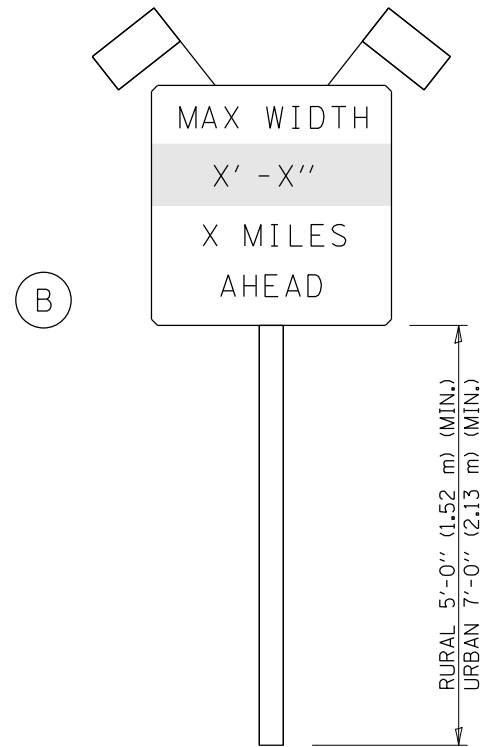 MAX WIDTH
X' -X''
X MILES
AHEAD
B
RURAL 5'-0'' (1.52 m) (MIN.)
URBAN 7'-0'' (2.13 m) (MIN.)